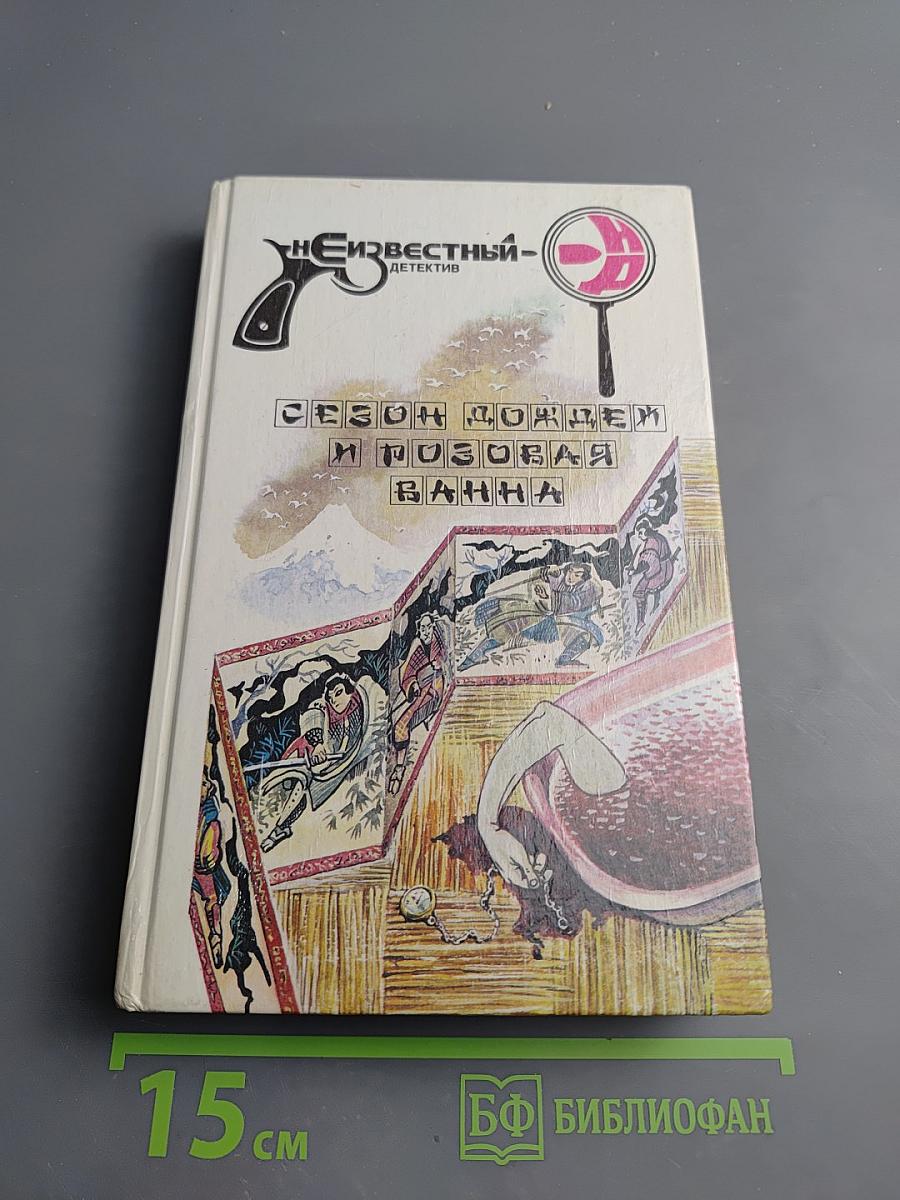 НЕИЗВЕСТНЫЙ
ДЕТЕКТИВ
НД
СЕЗОН ДОЖДЕЙ
И РОЗОВАЯ
ВАННА
15 см
БФ БИБЛИОФАН